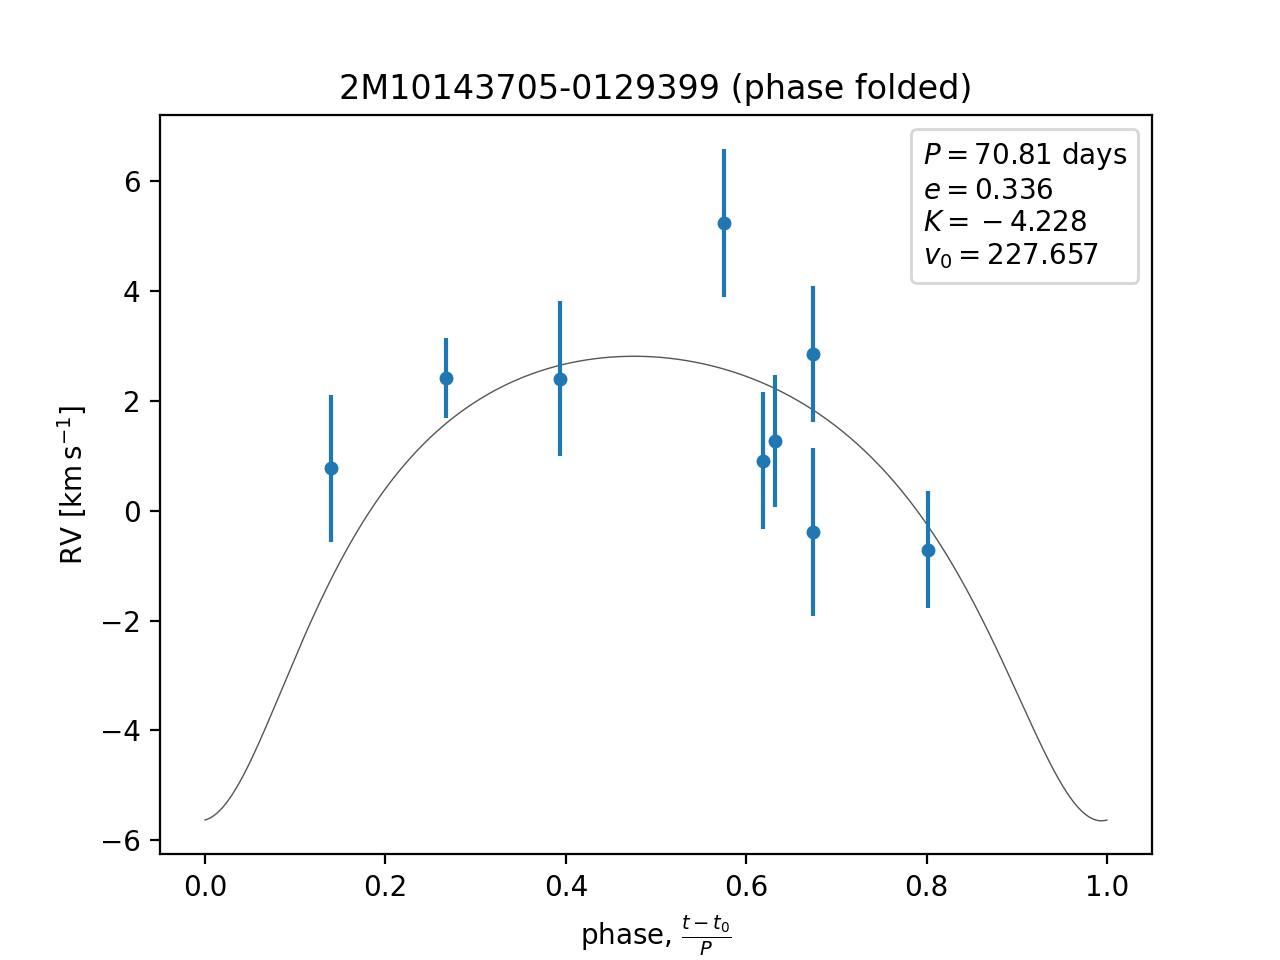 2M10143705-0129399 (phase folded)
P = 70.81 days
e = 0.336
K = −4.228
v₀ = 227.657
RV [km s⁻¹]
6
4
2
0
−2
−4
−6
0.0 0.2 0.4 0.6 0.8 1.0
phase, (t − t₀)/P